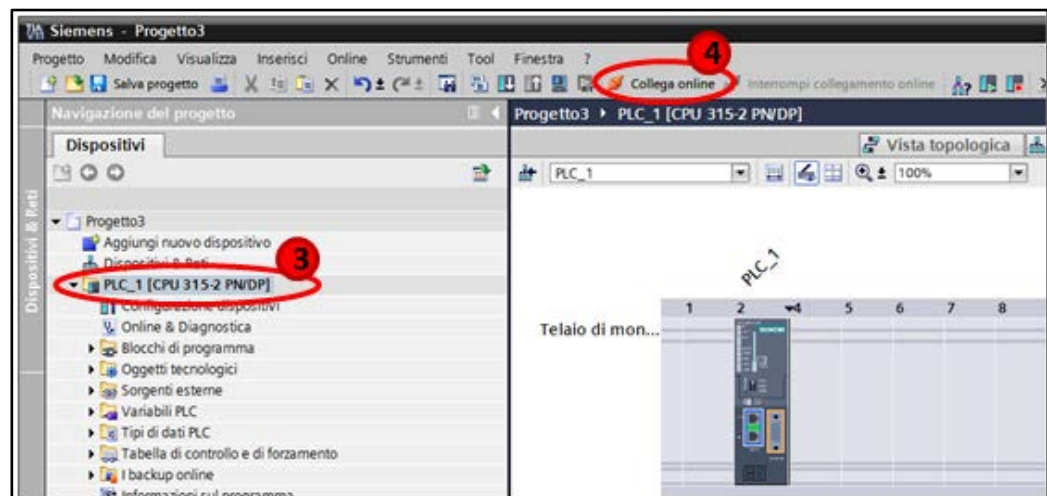 Siemens - Progetto3
Progetto Modifica Visualizza Inserisci Online Strumenti Tool Finestra ?
Salva progetto Collega online Interrompi collegamento online
4
Navigazione del progetto
Progetto3 PLC_1 [CPU 315-2 PN/DP]
Dispositivi
Vista topologica
PLC_1 100%
Dispositivi & Reti
Progetto3
Aggiungi nuovo dispositivo
Dispositivi & Reti
3
PLC_1 [CPU 315-2 PN/DP]
Configurazione dispositivi
Online & Diagnostica
Blocchi di programma
Oggetti tecnologici
Sorgenti esterne
Variabili PLC
Tipi di dati PLC
Tabella di controllo e di forzamento
I backup online
Informazioni sul programma
PLC_1
1 2 4 5 6 7 8
Telaio di mon...